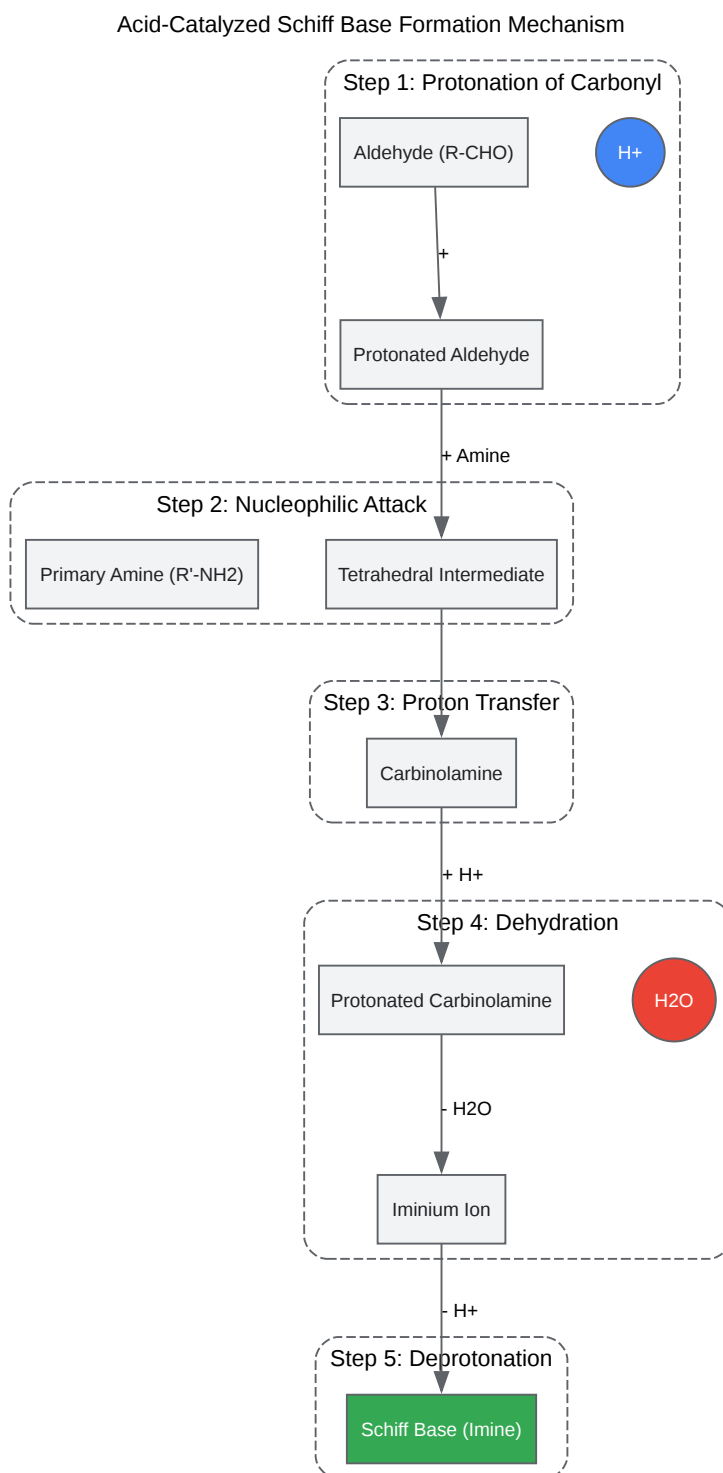 Acid-Catalyzed Schiff Base Formation Mechanism
Step 1: Protonation of Carbonyl
Aldehyde (R-CHO)
H+
+
Protonated Aldehyde
+ Amine
Step 2: Nucleophilic Attack
Primary Amine (R'-NH2)
Tetrahedral Intermediate
Step 3: Proton Transfer
Carbinolamine
+ H+
Step 4: Dehydration
Protonated Carbinolamine
H2O
- H2O
Iminium Ion
- H+
Step 5: Deprotonation
Schiff Base (Imine)